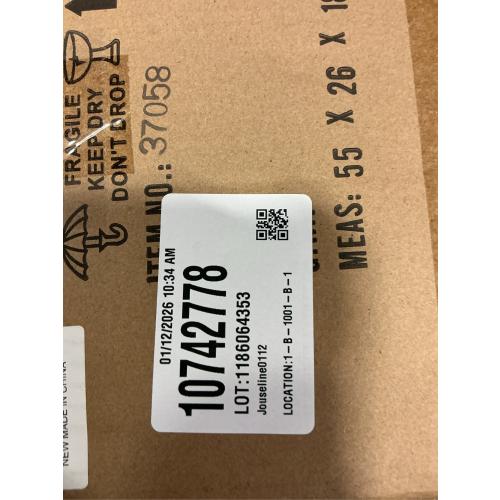 FRAGILE
KEEP DRY
DON'T DROP
ITEM NO.: 37058
MEAS: 55 X 26 X
01/12/2026 10:34 AM
10742778
LOT:1186064353
Jouseline0112
LOCATION:1-B-1001-B-1
NEW MADE IN CHINA